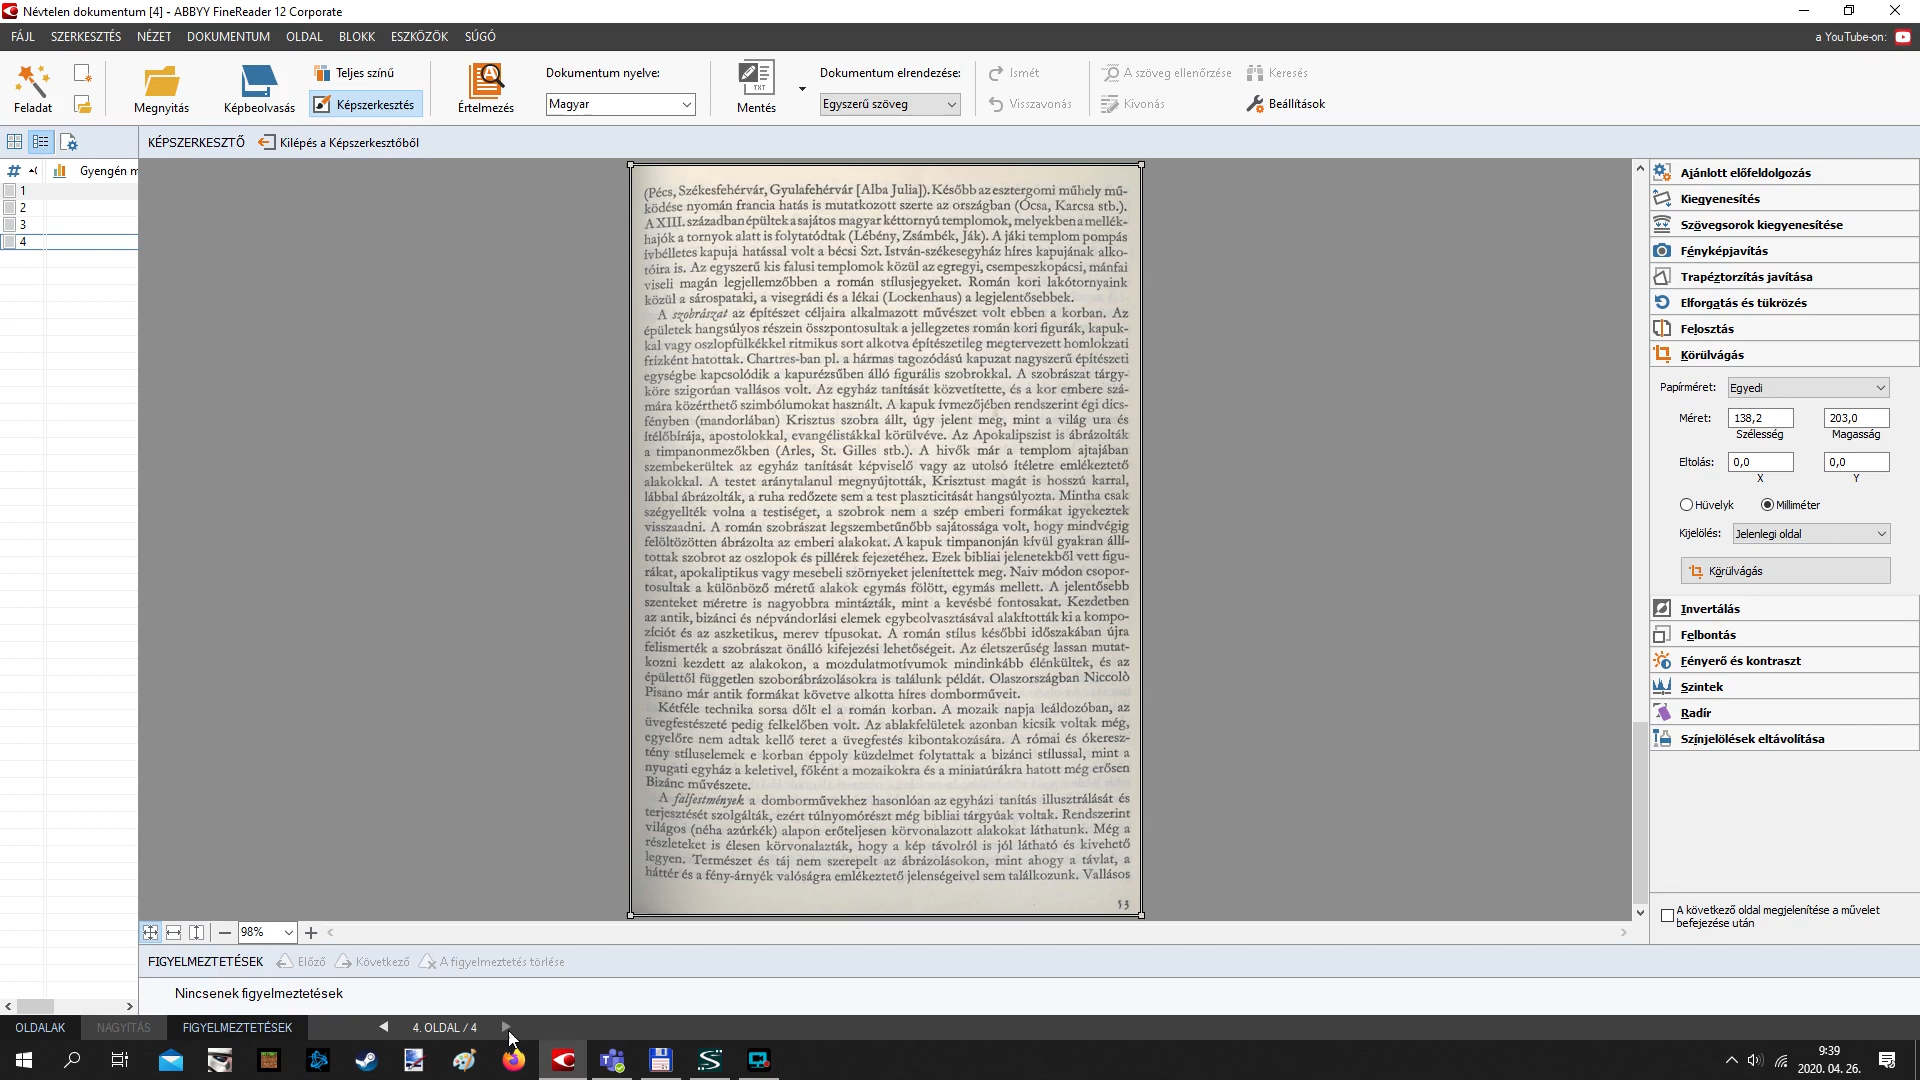 Névtelen dokumentum [4] - ABBYY FineReader 12 Corporate
FÁJL SZERKESZTÉS NÉZET DOKUMENTUM OLDAL BLOKK ESZKÖZÖK SÚGÓ a YouTube-on:
Feladat
Megnyitás
Képbeolvasás
Teljes színű
Képszerkesztés
Értelmezés
Dokumentum nyelve:
Magyar
TXT
Mentés
Dokumentum elrendezése:
Egyszerű szöveg
Ismét
Visszavonás
A szöveg ellenőrzése
Kivonás
Keresés
Beállítások
KÉPSZERKESZTŐ Kilépés a Képszerkesztőből
# Gyengén m
1
2
3
4
(Pécs, Székesfehérvár, Gyulafehérvár [Alba Julia]). Később az esztergomi műhely mű-
ködése nyomán francia hatás is mutatkozott szerte az országban (Ócsa, Karcsa stb.).
A XIII. században épültek a sajátos magyar kéttornyú templomok, melyekben a mellék-
hajók a tornyok alatt is folytatódtak (Lébény, Zsámbék, Ják). A jáki templom pompás
ívbélletes kapuja hatással volt a bécsi Szt. István-székesegyház híres kapujának alko-
tóira is. Az egyszerű kis falusi templomok közül az egregyi, csempeszkopácsi, mánfai
viseli magán legjellemzőbben a román stílusjegyeket. Román kori lakótornyaink
közül a sárospataki, a visegrádi és a lékai (Lockenhaus) a legjelentősebbek.
A szobrászat az építészet céljaira alkalmazott művészet volt ebben a korban. Az
épületek hangsúlyos részein összpontosultak a jellegzetes román kori figurák, kapuk-
kal vagy oszlopfülkékkel ritmikus sort alkotva építészetileg megtervezett homlokzati
frízként hatottak. Chartres-ban pl. a hármas tagozódású kapuzat nagyszerű építészeti
egységbe kapcsolódik a kapurézsűben álló figurális szobrokkal. A szobrászat tárgy-
köre szigorúan vallásos volt. Az egyház tanítását közvetítette, és a kor embere szá-
mára közérthető szimbólumokat használt. A kapuk ívmezőjében rendszerint égi dics-
fényben (mandorlában) Krisztus szobra állt, úgy jelent meg, mint a világ ura és
ítélőbírája, apostolokkal, evangélistákkal körülvéve. Az Apokalipszist is ábrázolták
a timpanonmezőkben (Arles, St. Gilles stb.). A hivők már a templom ajtajában
szembekerültek az egyház tanítását képviselő vagy az utolsó ítéletre emlékeztető
alakokkal. A testet aránytalanul megnyújtották, Krisztust magát is hosszú karral,
lábbal ábrázolták, a ruha redőzete sem a test plaszticitását hangsúlyozta. Mintha csak
szégyellték volna a testiséget, a szobrok nem a szép emberi formákat igyekeztek
visszaadni. A román szobrászat legszembetűnőbb sajátossága volt, hogy mindvégig
felöltözötten ábrázolta az emberi alakokat. A kapuk timpanonján kívül gyakran állí-
tottak szobrot az oszlopok és pillérek fejezetéhez. Ezek bibliai jelenetekből vett figu-
rákat, apokaliptikus vagy mesebeli szörnyeket jelenítettek meg. Naiv módon csopor-
tosultak a különböző méretű alakok egymás fölött, egymás mellett. A jelentősebb
szenteket méretre is nagyobbra mintázták, mint a kevésbé fontosakat. Kezdetben
az antik, bizánci és népvándorlási elemek egybeolvasztásával alakították ki a kompo-
zíciót és az aszketikus, merev típusokat. A román stílus későbbi időszakában újra
felismerték a szobrászat önálló kifejezési lehetőségeit. Az életszerűség lassan mutat-
kozni kezdett az alakokon, a mozdulatmotívumok mindinkább élénkültek, és az
épülettől független szoborábrázolásokra is találunk példát. Olaszországban Niccolò
Pisano már antik formákat követve alkotta híres domborműveit.
Kétféle technika sorsa dőlt el a román korban. A mozaik napja leáldozóban, az
üvegfestészeté pedig felkelőben volt. Az ablakfelületek azonban kicsik voltak még,
egyelőre nem adtak kellő teret a üvegfestés kibontakozására. A római és ókeresz-
tény stíluselemek e korban éppoly küzdelmet folytattak a bizánci stílussal, mint a
nyugati egyház a keletivel, főként a mozaikokra és a miniatúrákra hatott még erősen
Bizánc művészete.
A falfestmények a domborművekhez hasonlóan az egyházi tanítás illusztrálását és
terjesztését szolgálták, ezért túlnyomórészt még bibliai tárgyúak voltak. Rendszerint
világos (néha azúrkék) alapon erőteljesen körvonalazott alakokat láthatunk. Még a
részleteket is élesen körvonalazták, hogy a kép távolról is jól látható és kivehető
legyen. Természet és táj nem szerepelt az ábrázolásokon, mint ahogy a távlat, a
háttér és a fény-árnyék valóságra emlékeztető jelenségeivel sem találkozunk. Vallásos
53
Ajánlott előfeldolgozás
Kiegyenesítés
Szövegsorok kiegyenesítése
Fényképjavítás
Trapéztorzítás javítása
Elforgatás és tükrözés
Felosztás
Körülvágás
Papírméret: Egyedi
Méret: 138,2 203,0
Szélesség Magasság
Eltolás: 0,0 0,0
X Y
Hüvelyk Milliméter
Kijelölés: Jelenlegi oldal
Körülvágás
Invertálás
Felbontás
Fényerő és kontraszt
Szintek
Radír
Színjelölések eltávolítása
A következő oldal megjelenítése a művelet
befejezése után
98%
FIGYELMEZTETÉSEK Előző Következő A figyelmeztetés törlése
Nincsenek figyelmeztetések
OLDALAK NAGYÍTÁS FIGYELMEZTETÉSEK 4. OLDAL / 4
9:39
2020. 04. 26.